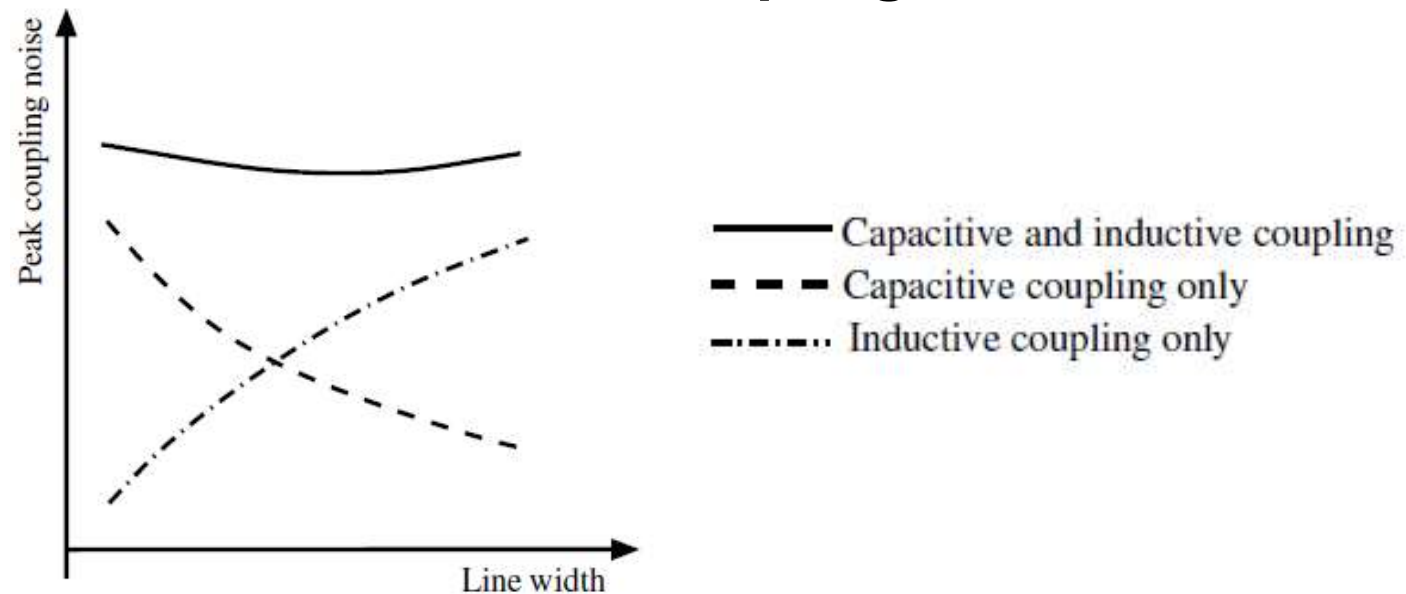 Peak coupling noise
Capacitive and inductive coupling
Capacitive coupling only
Inductive coupling only
Line width